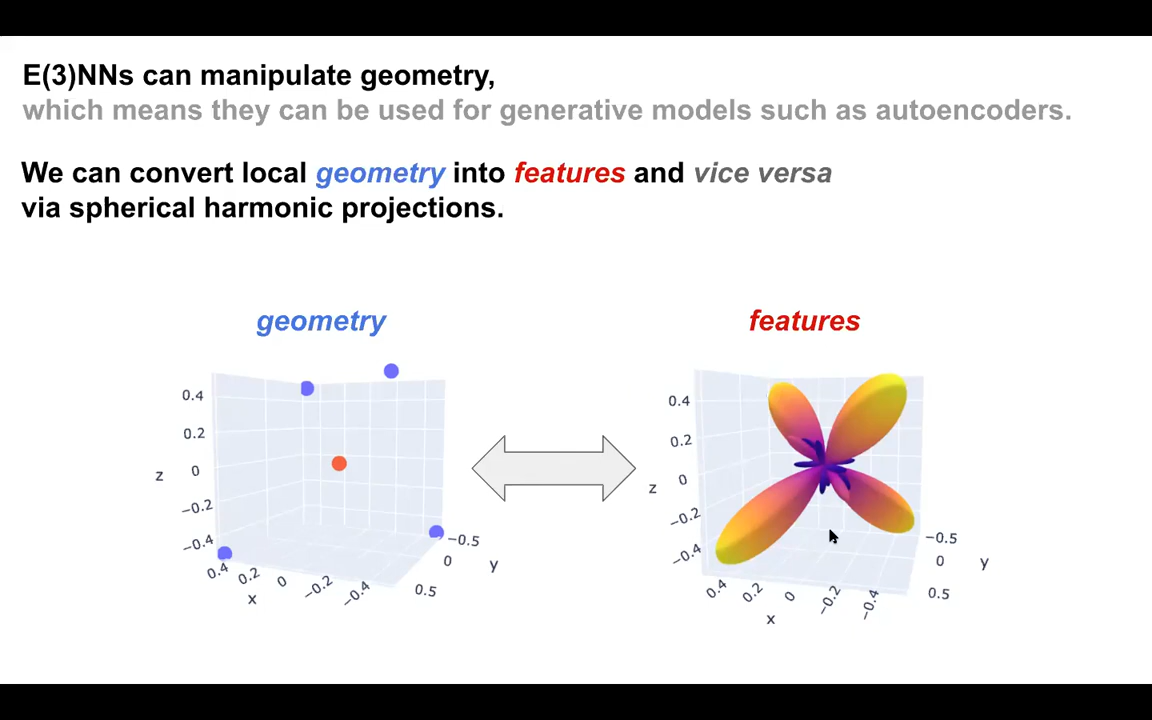 E(3)NNs can manipulate geometry,
which means they can be used for generative models such as autoencoders.
We can convert local geometry into features and vice versa
via spherical harmonic projections.
geometry
features
0.4
0.2
0
−0.2
−0.4
z
0.4
0.2
0
−0.2
−0.4
x
−0.5
0
0.5
y
0.4
0.2
0
−0.2
−0.4
z
0.4
0.2
0
−0.2
−0.4
x
−0.5
0
0.5
y